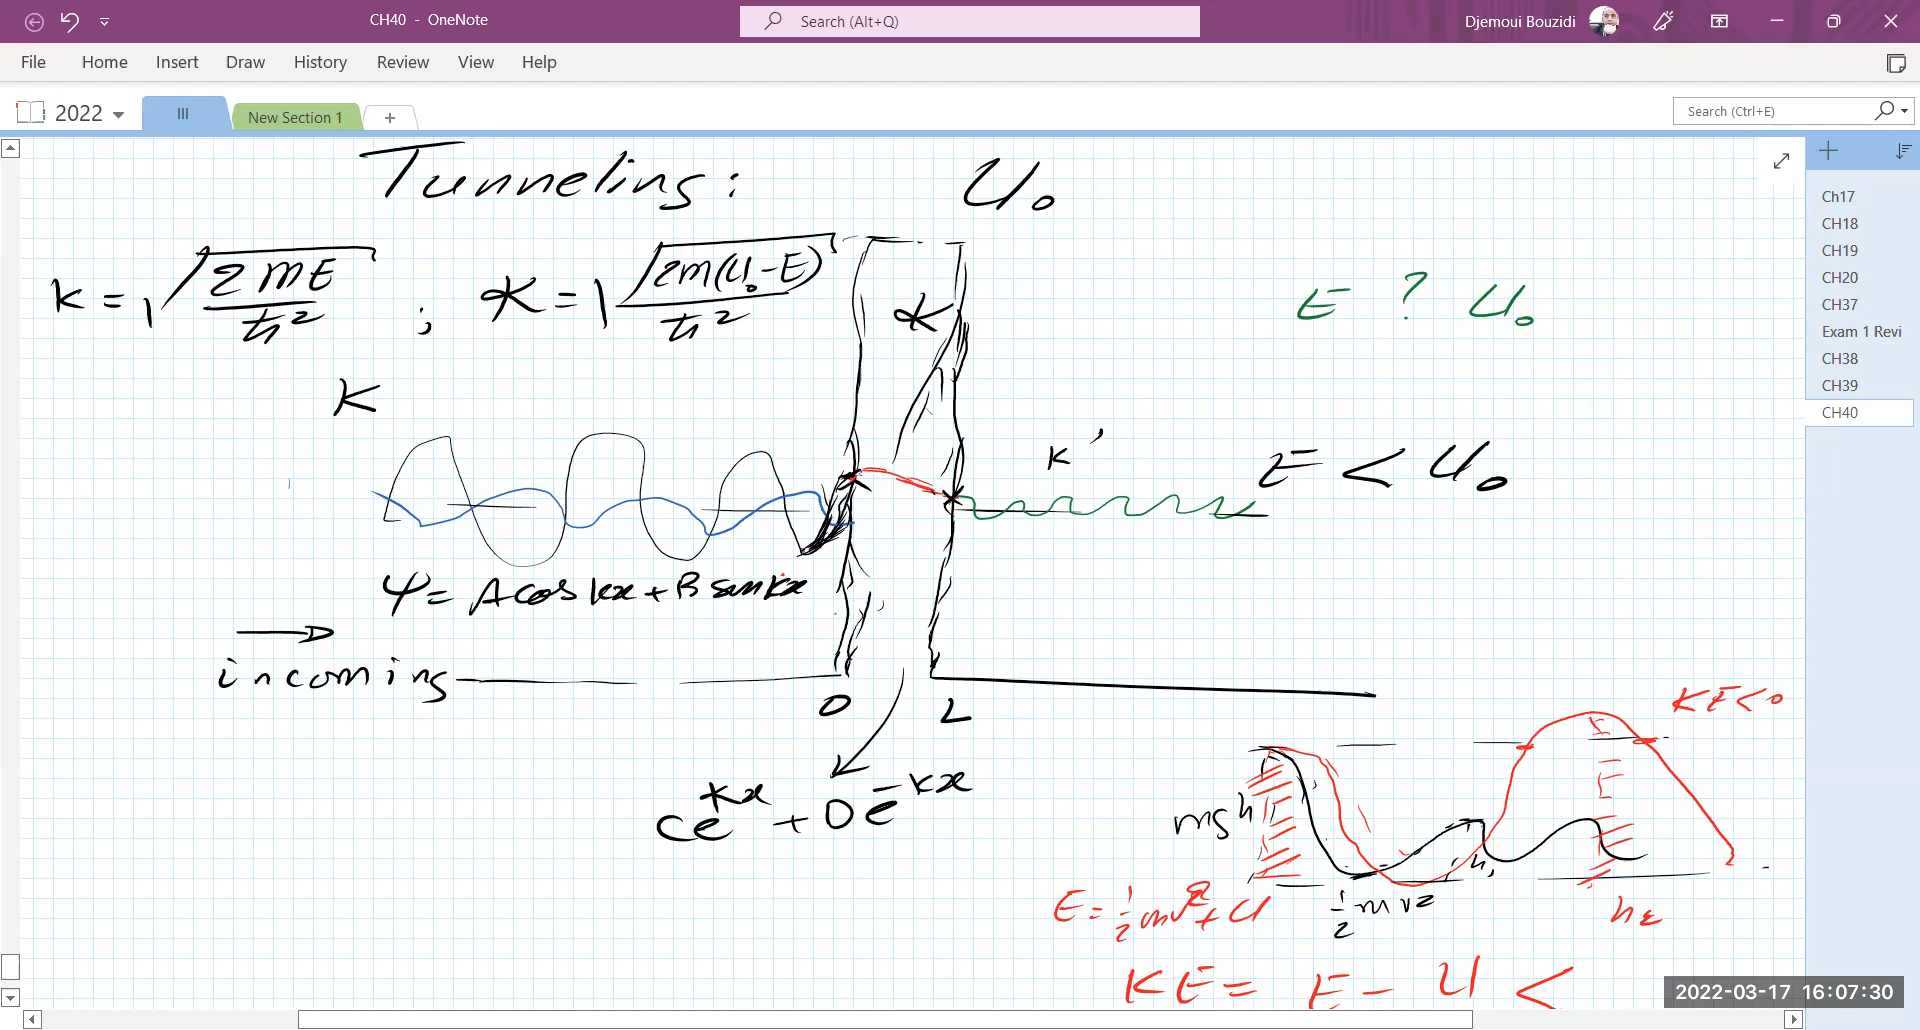 CH40 - OneNote
Search (Alt+Q)
Djemoui Bouzidi
File Home Insert Draw History Review View Help
2022
III
New Section 1
+
Search (Ctrl+E)
Ch17
CH18
CH19
CH20
CH37
Exam 1 Revi
CH38
CH39
CH40
Tunneling:
U₀
k = √(2mE/ħ²) ; K = √(2m(U₀-E)/ħ²)
K
E ? U₀
K
K'
E < U₀
ψ = A cos kx + B sin kx
incoming
0 L
Ce^{Kx} + De^{-Kx}
KE<0
mgh
h₁
E = ½mv² + U
½mv²
h₂
KE = E - U <
2022-03-17 16:07:30